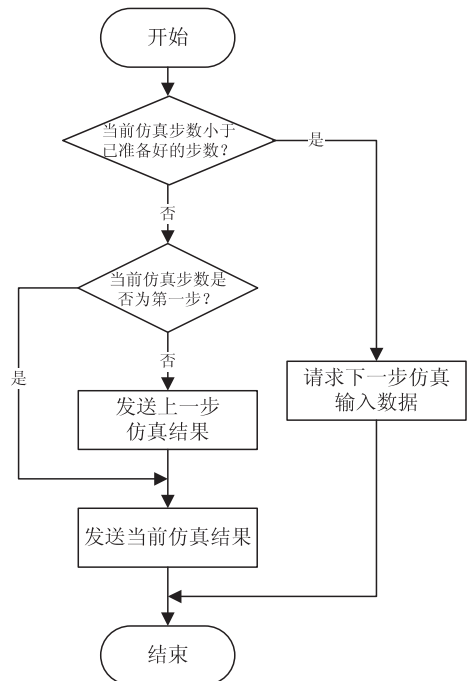 开始
当前仿真步数小于
已准备好的步数?
是
否
当前仿真步数是
否为第一步?
是
否
请求下一步仿真
输入数据
发送上一步
仿真结果
发送当前仿真结果
结束